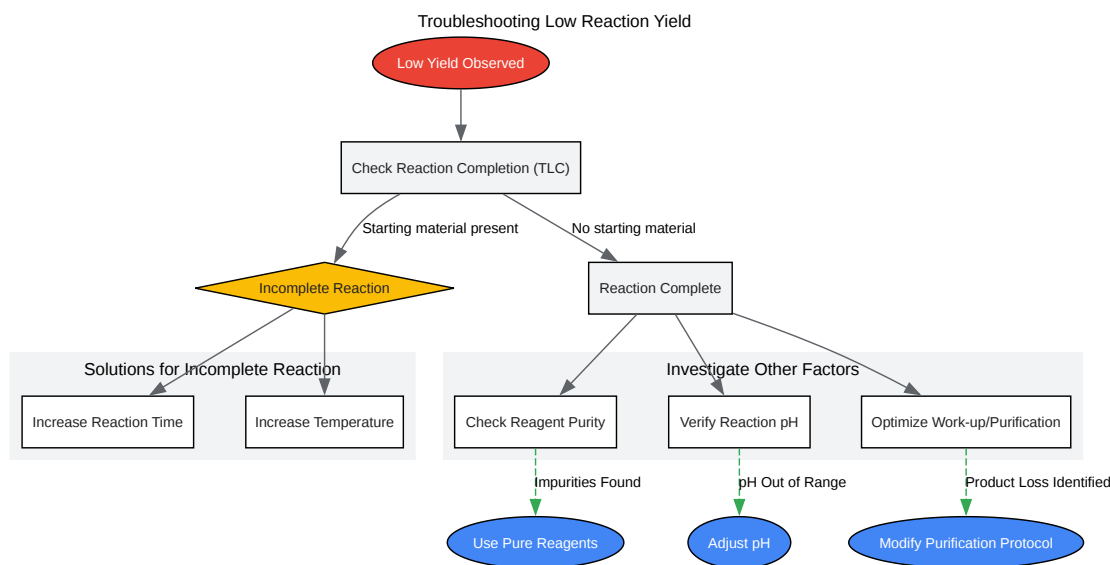 Troubleshooting Low Reaction Yield
Low Yield Observed
Check Reaction Completion (TLC)
Starting material present
No starting material
Incomplete Reaction
Reaction Complete
Solutions for Incomplete Reaction
Investigate Other Factors
Increase Reaction Time
Increase Temperature
Check Reagent Purity
Verify Reaction pH
Optimize Work-up/Purification
Impurities Found
pH Out of Range
Product Loss Identified
Use Pure Reagents
Adjust pH
Modify Purification Protocol